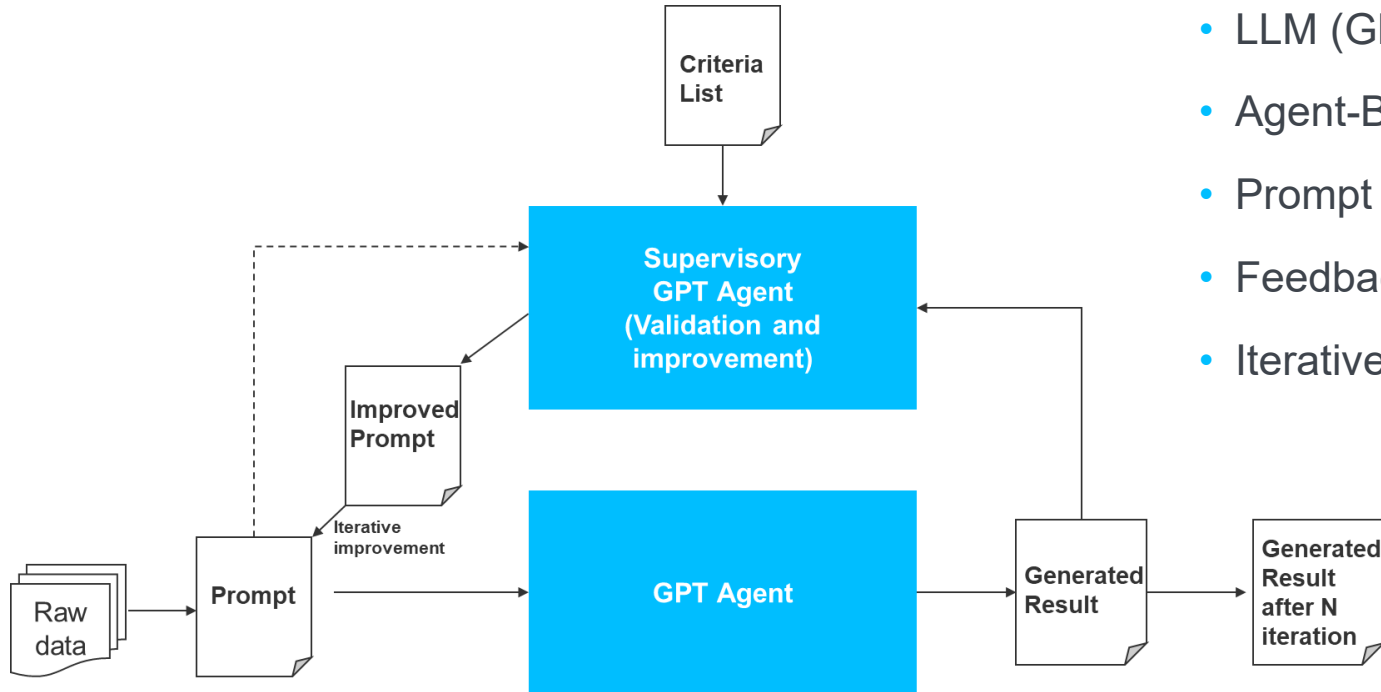 Criteria
List
Supervisory
GPT Agent
(Validation and
improvement)
Improved
Prompt
Iterative
improvement
Raw
data
Prompt
GPT Agent
Generated
Result
Generated
Result
after N
iteration
• LLM
• Prompt
• Iterative